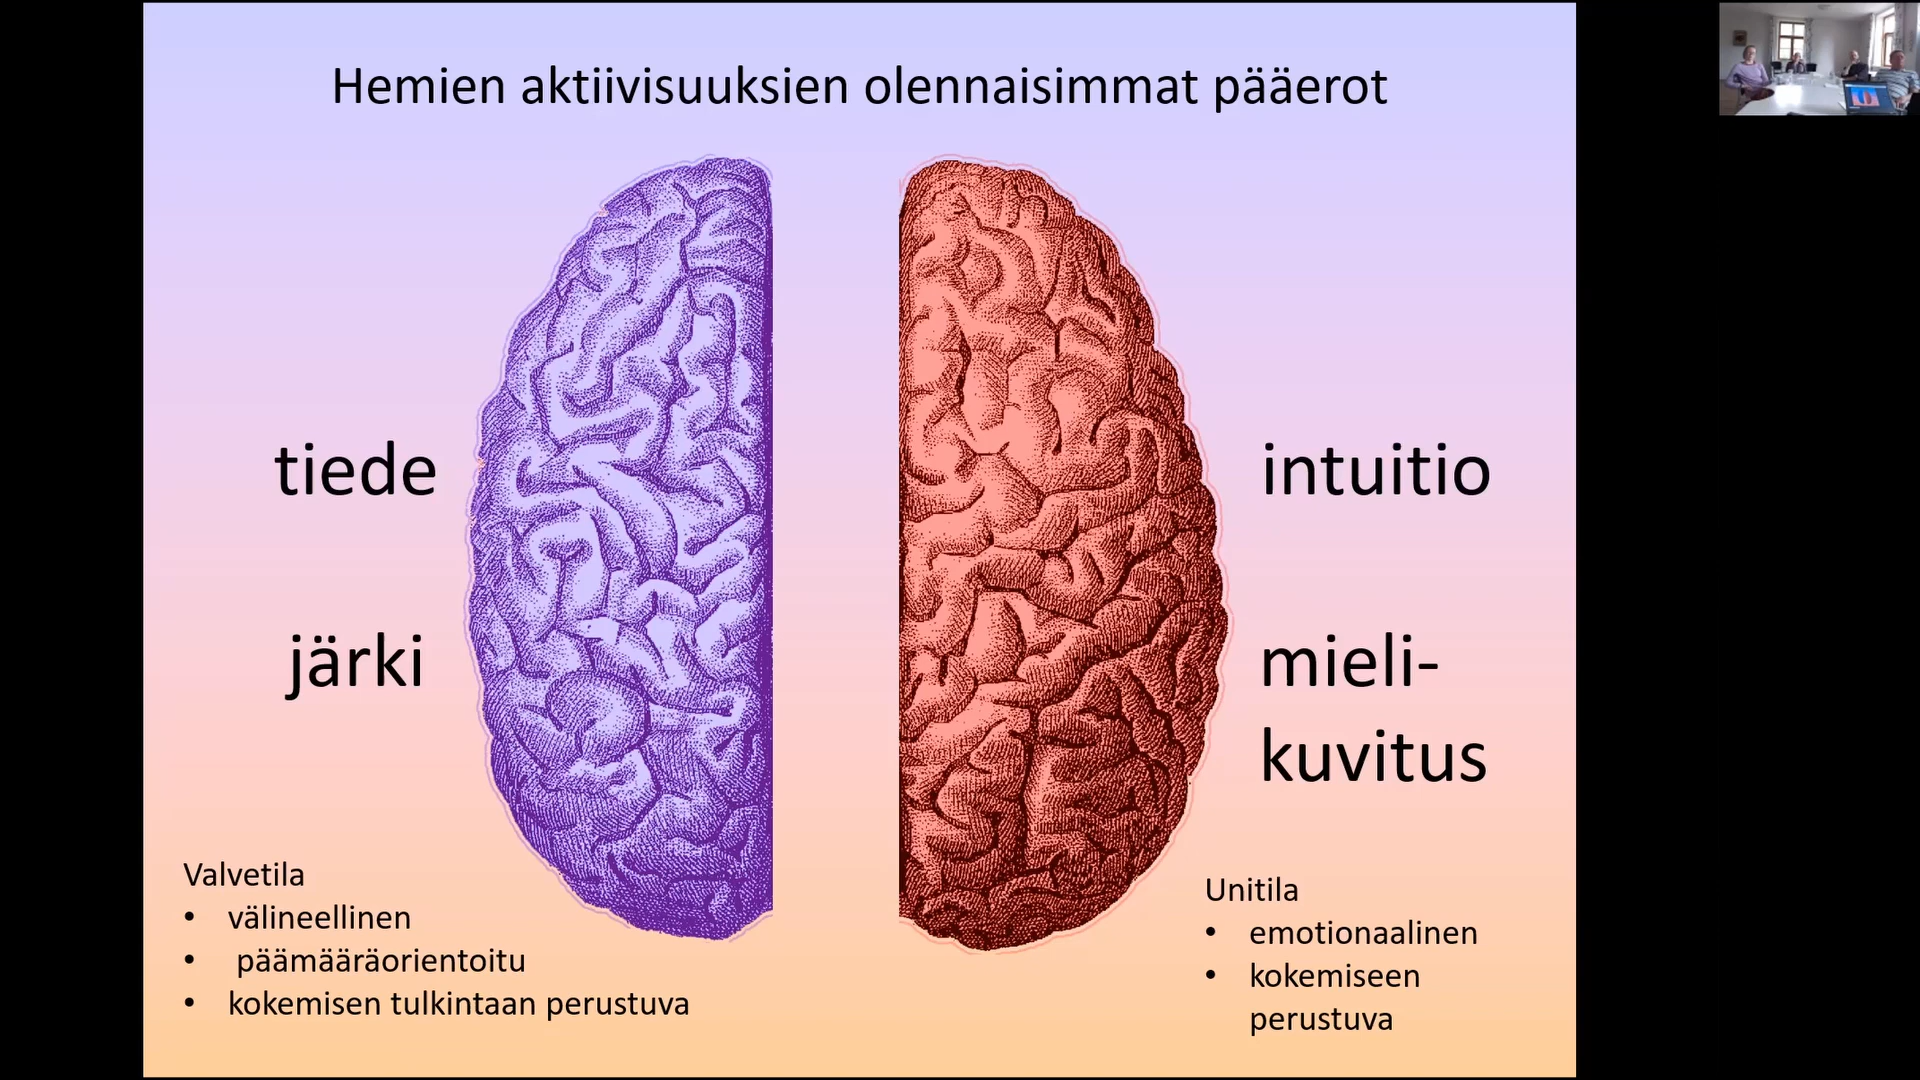 Hemien aktiivisuuksien olennaisimmat pääerot
tiede
järki
intuitio
mieli-
kuvitus
Valvetila
• välineellinen
• päämääräorientoitu
• kokemisen tulkintaan perustuva
Unitila
• emotionaalinen
• kokemiseen
perustuva